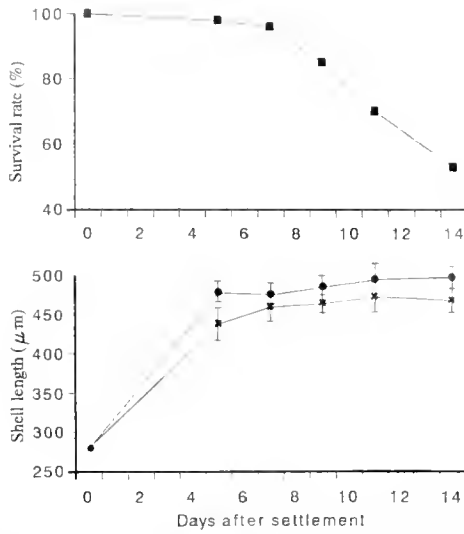 Survival rate (%)
100
80
60
40
0 2 4 6 8 10 12 14
Shell length (μm)
500
450
400
350
300
250
0 2 4 6 8 10 12 14
Days after settlement